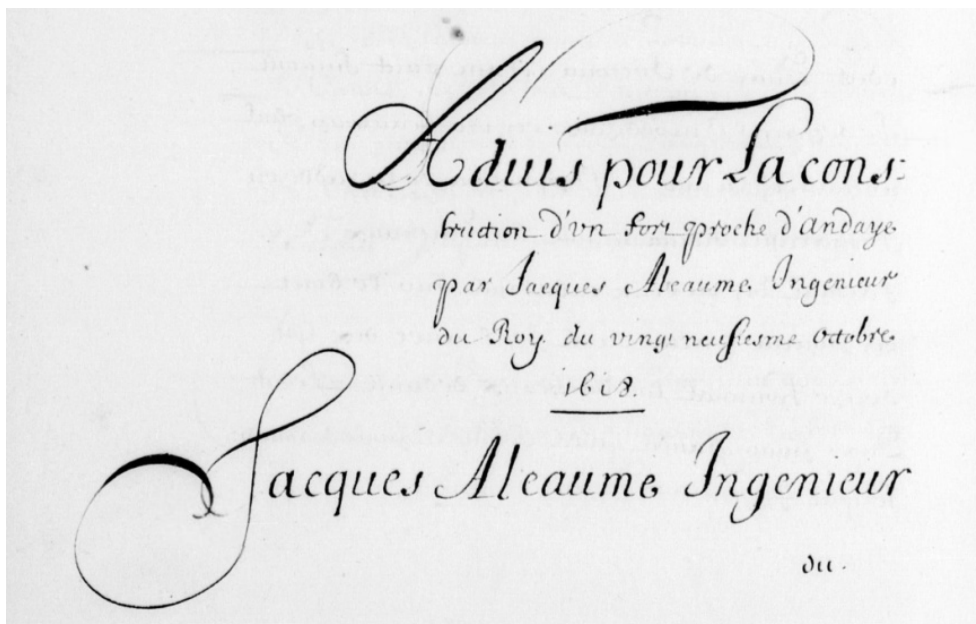 Aduis pour La cons-
truction d'vn fort proche d'andaye
par Jacques Aleaume Ingenieur
du Roy du vingt neufiesme Octobre
1618.
Jacques Aleaume Ingenieur
du.